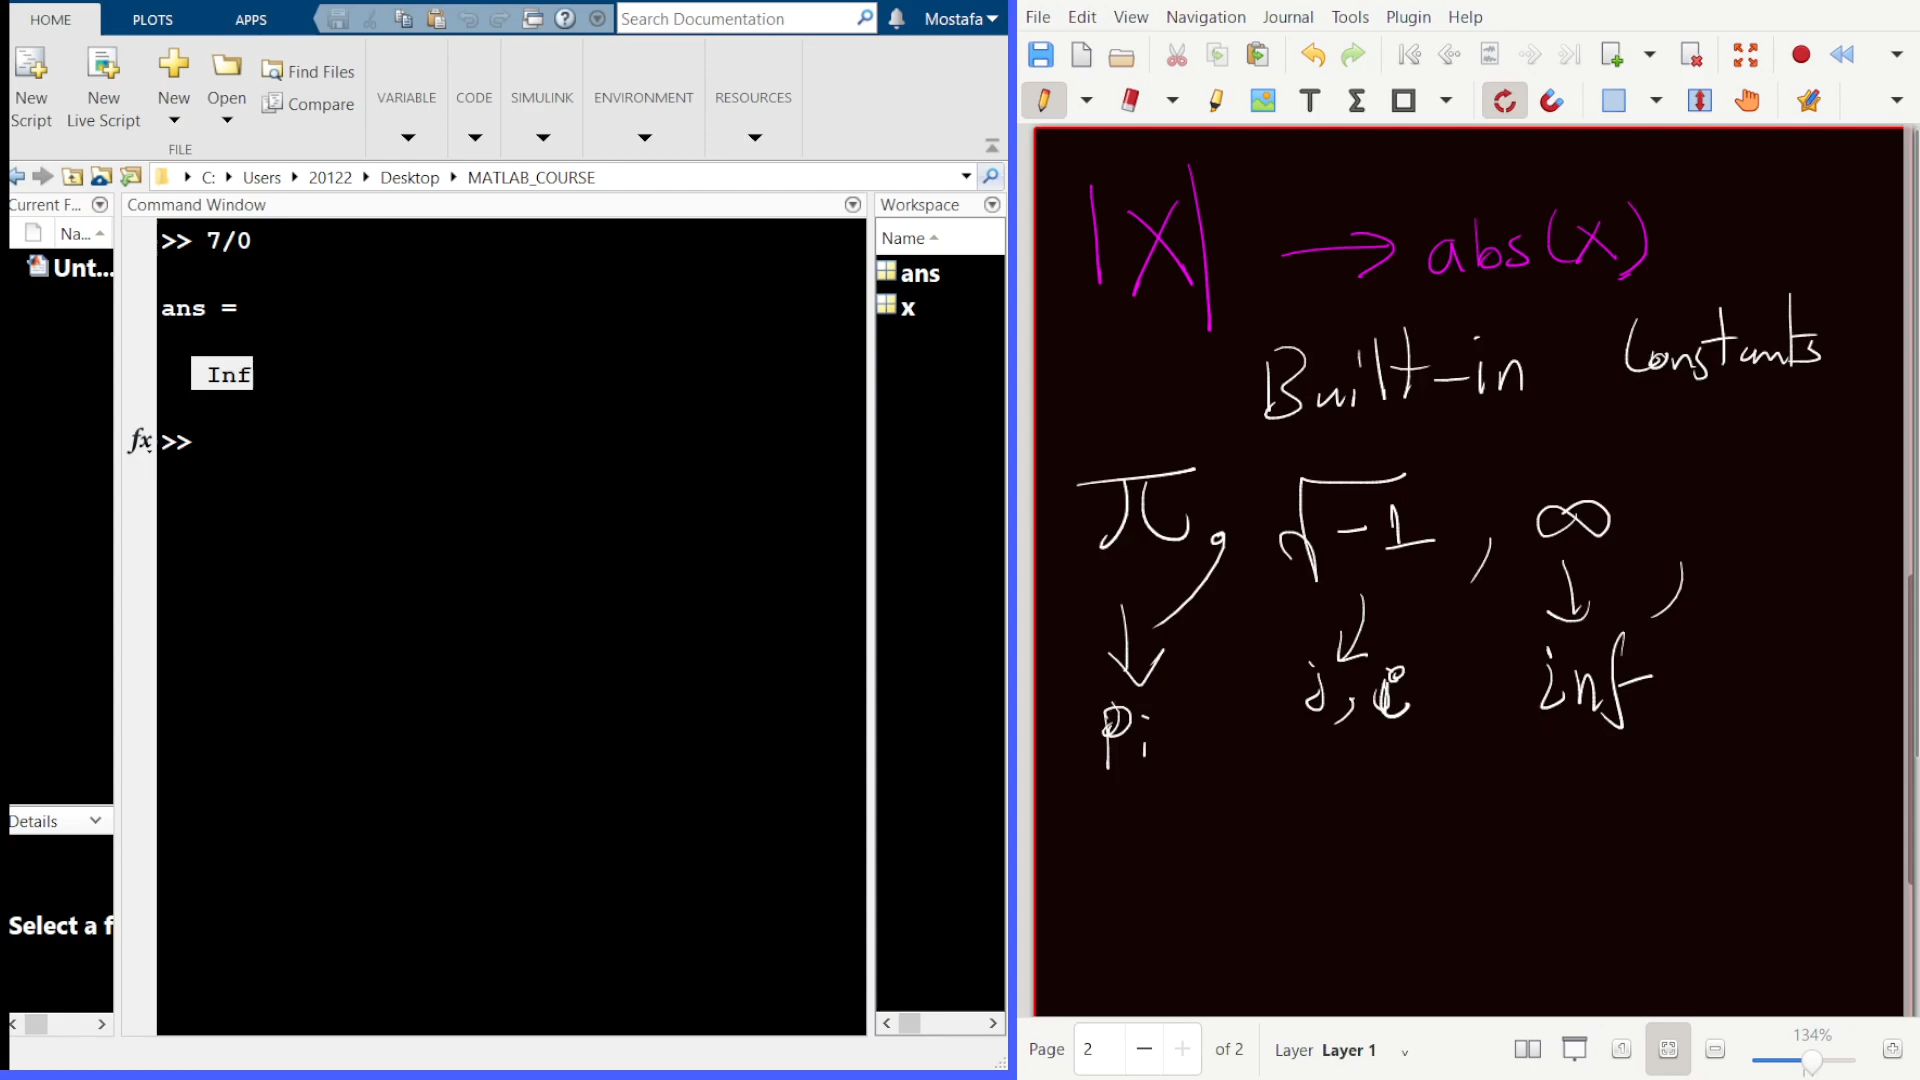 HOME PLOTS APPS Search Documentation Mostafa
New Script New Live Script New Open Find Files Compare VARIABLE CODE SIMULINK ENVIRONMENT RESOURCES
FILE
C: Users 20122 Desktop MATLAB_COURSE
Current F...
Na...
Unt...
Details
Select a f
Command Window
>> 7/0
ans =
Inf
fx >>
Workspace
Name
ans
x
File Edit View Navigation Journal Tools Plugin Help
|X| → abs(x)
Built-in Constants
π, √-1, ∞,
↓ ↓ ↓
Pi j, i inf
Page 2 of 2 Layer Layer 1 134%